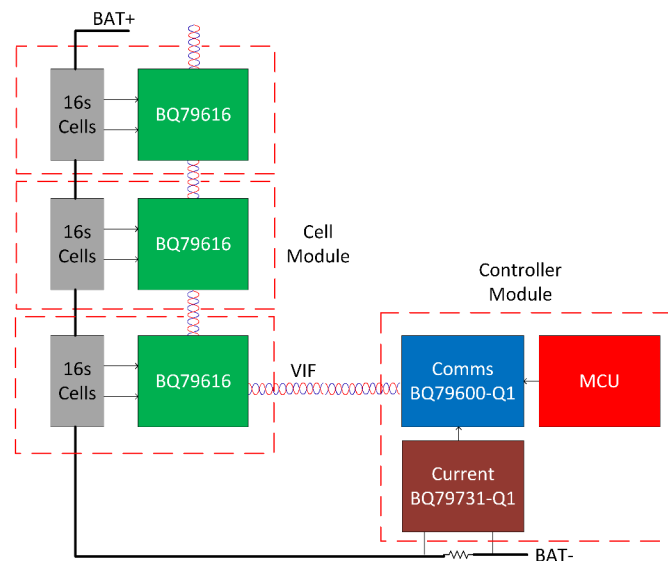 BAT+
16s
Cells
BQ79616
16s
Cells
BQ79616
Cell
Module
Controller
Module
16s
Cells
BQ79616
VIF
Comms
BQ79600-Q1
MCU
Current
BQ79731-Q1
BAT-